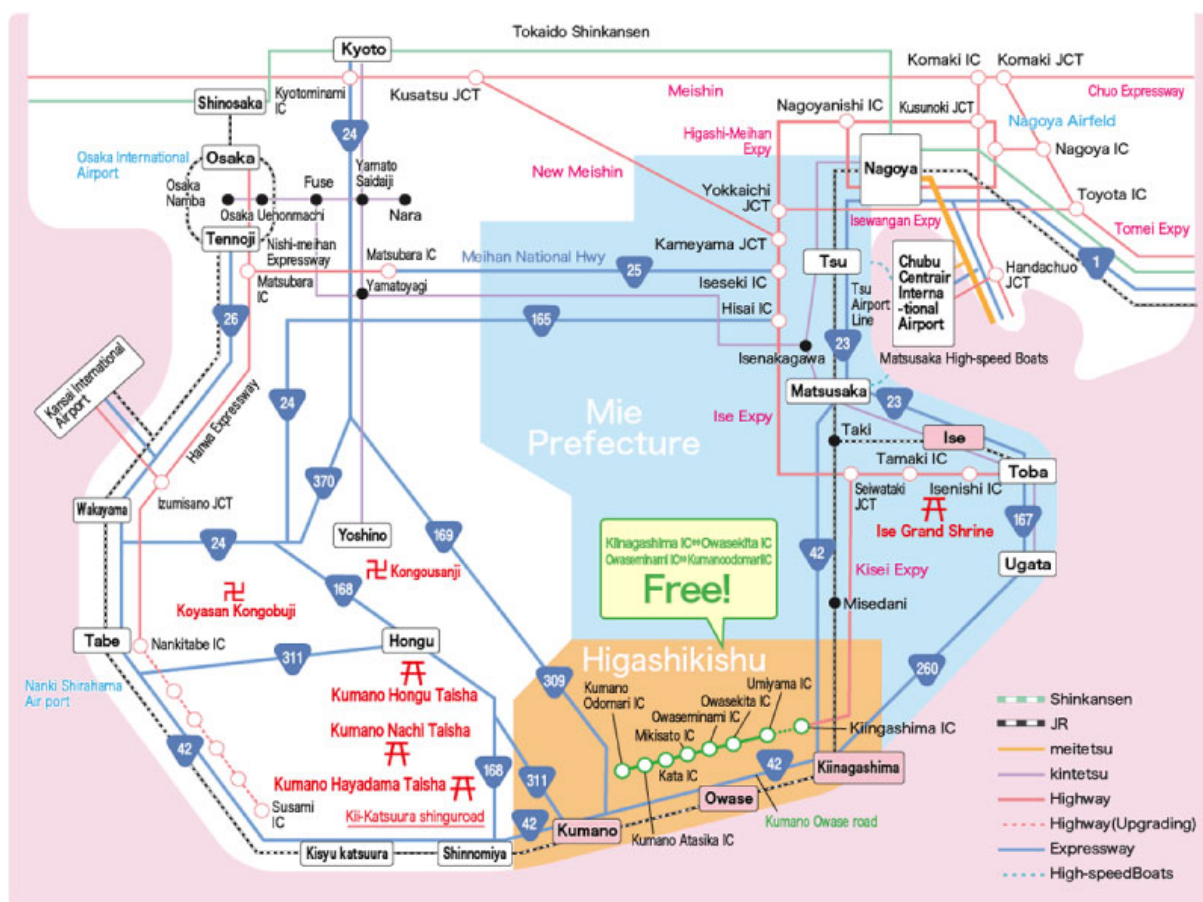 Tokaido Shinkansen
Kyoto
Komaki IC
Komaki JCT
Shinosaka
Kyotominami
IC
Kusatsu JCT
Meishin
Chuo Expressway
Nagoyanishi IC
Kusunoki JCT
24
Higashi-Meihan
Expy
Nagoya Airfeld
Osaka International
Airport
Osaka
Nagoya
Nagoya IC
Yamato
Saidaiji
Fuse
New Meishin
Osaka
Namba
Osaka Uehonmachi
Nara
Yokkaichi
JCT
Toyota IC
Isewangan Expy
Tomei Expy
Tennoji
Nishi-meihan
Expressway
Kameyama JCT
Matsubara IC
Meihan National Hwy
25
Tsu
Chubu
Centrair
Interna
-tional
Airport
1
Handachuo
JCT
Matsubara
IC
Yamatoyagi
Iseseki IC
Tsu
Airport
Line
26
165
Hisai IC
23
Isenakagawa
Matsusaka High-speed Boats
Kansai International
Airport
Hanwa Expressway
24
Matsusaka
23
Mie
Prefecture
Ise Expy
Taki
Ise
Tamaki IC
Toba
370
Izumisano JCT
Seiwataki
JCT
Isenishi IC
Wakayama
Ise Grand Shrine
167
24
Yoshino
169
Kiinagashima IC⇔Owasekita IC
Owaseminami IC⇔KumanoodomariIC
Free!
42
Kisei Expy
Ugata
卍
Kongousanji
168
卍
Koyasan Kongobuji
Misedani
Tabe
Nankitabe IC
Hongu
311
Higashikishu
260
309
Nanki Shirahama
Air port
Kumano Hongu Taisha
Kumano
Odomari IC
Umiyama IC
Owasekita IC
Owaseminami IC
Mikisato IC
Kata IC
Kiingashima IC
Shinkansen
JR
meitetsu
kintetsu
Highway
Highway(Upgrading)
Expressway
High-speedBoats
42
Kumano Nachi Taisha
168
Kumano Hayadama Taisha
311
42
Kiinagashima
Susami
IC
Kii-Katsuura shinguroad
Owase
42
Kumano
Kumano Atasika IC
Kumano Owase road
Kisyu katsuura
Shinnomiya